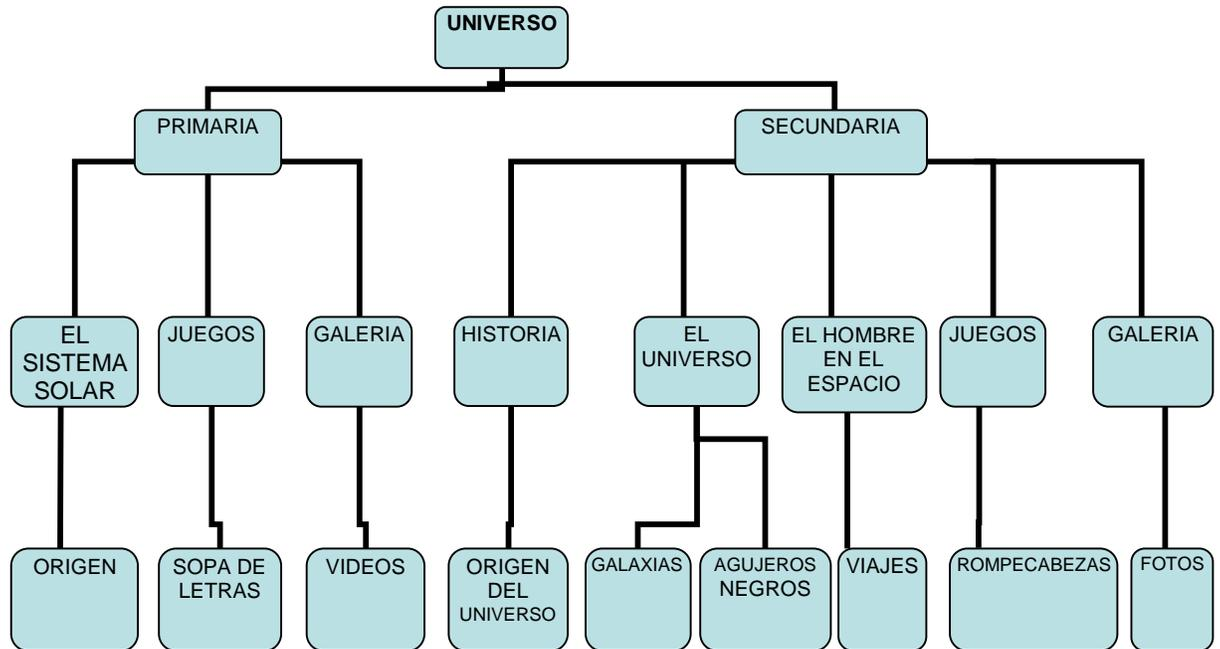 UNIVERSO
PRIMARIA
SECUNDARIA
EL
SISTEMA
SOLAR
JUEGOS
GALERIA
HISTORIA
EL
UNIVERSO
EL HOMBRE
EN EL
ESPACIO
JUEGOS
GALERIA
ORIGEN
SOPA DE
LETRAS
VIDEOS
ORIGEN
DEL
UNIVERSO
GALAXIAS
AGUJEROS
NEGROS
VIAJES
ROMPECABEZAS
FOTOS